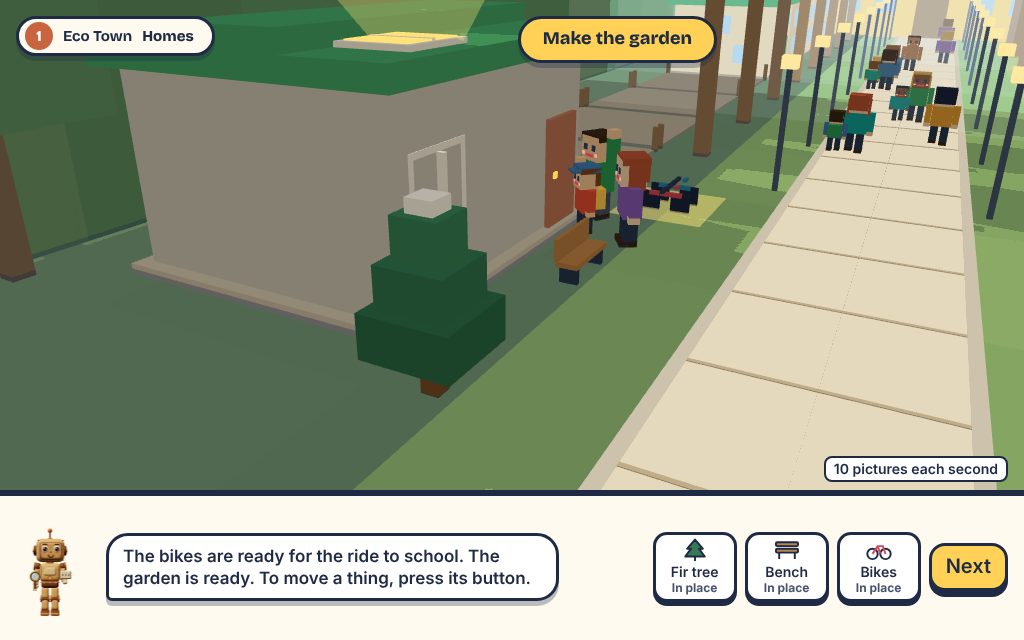 1 Eco Town Homes
Make the garden
10 pictures each second
The bikes are ready for the ride to school. The
garden is ready. To move a thing, press its button.
Fir tree
In place
Bench
In place
Bikes
In place
Next